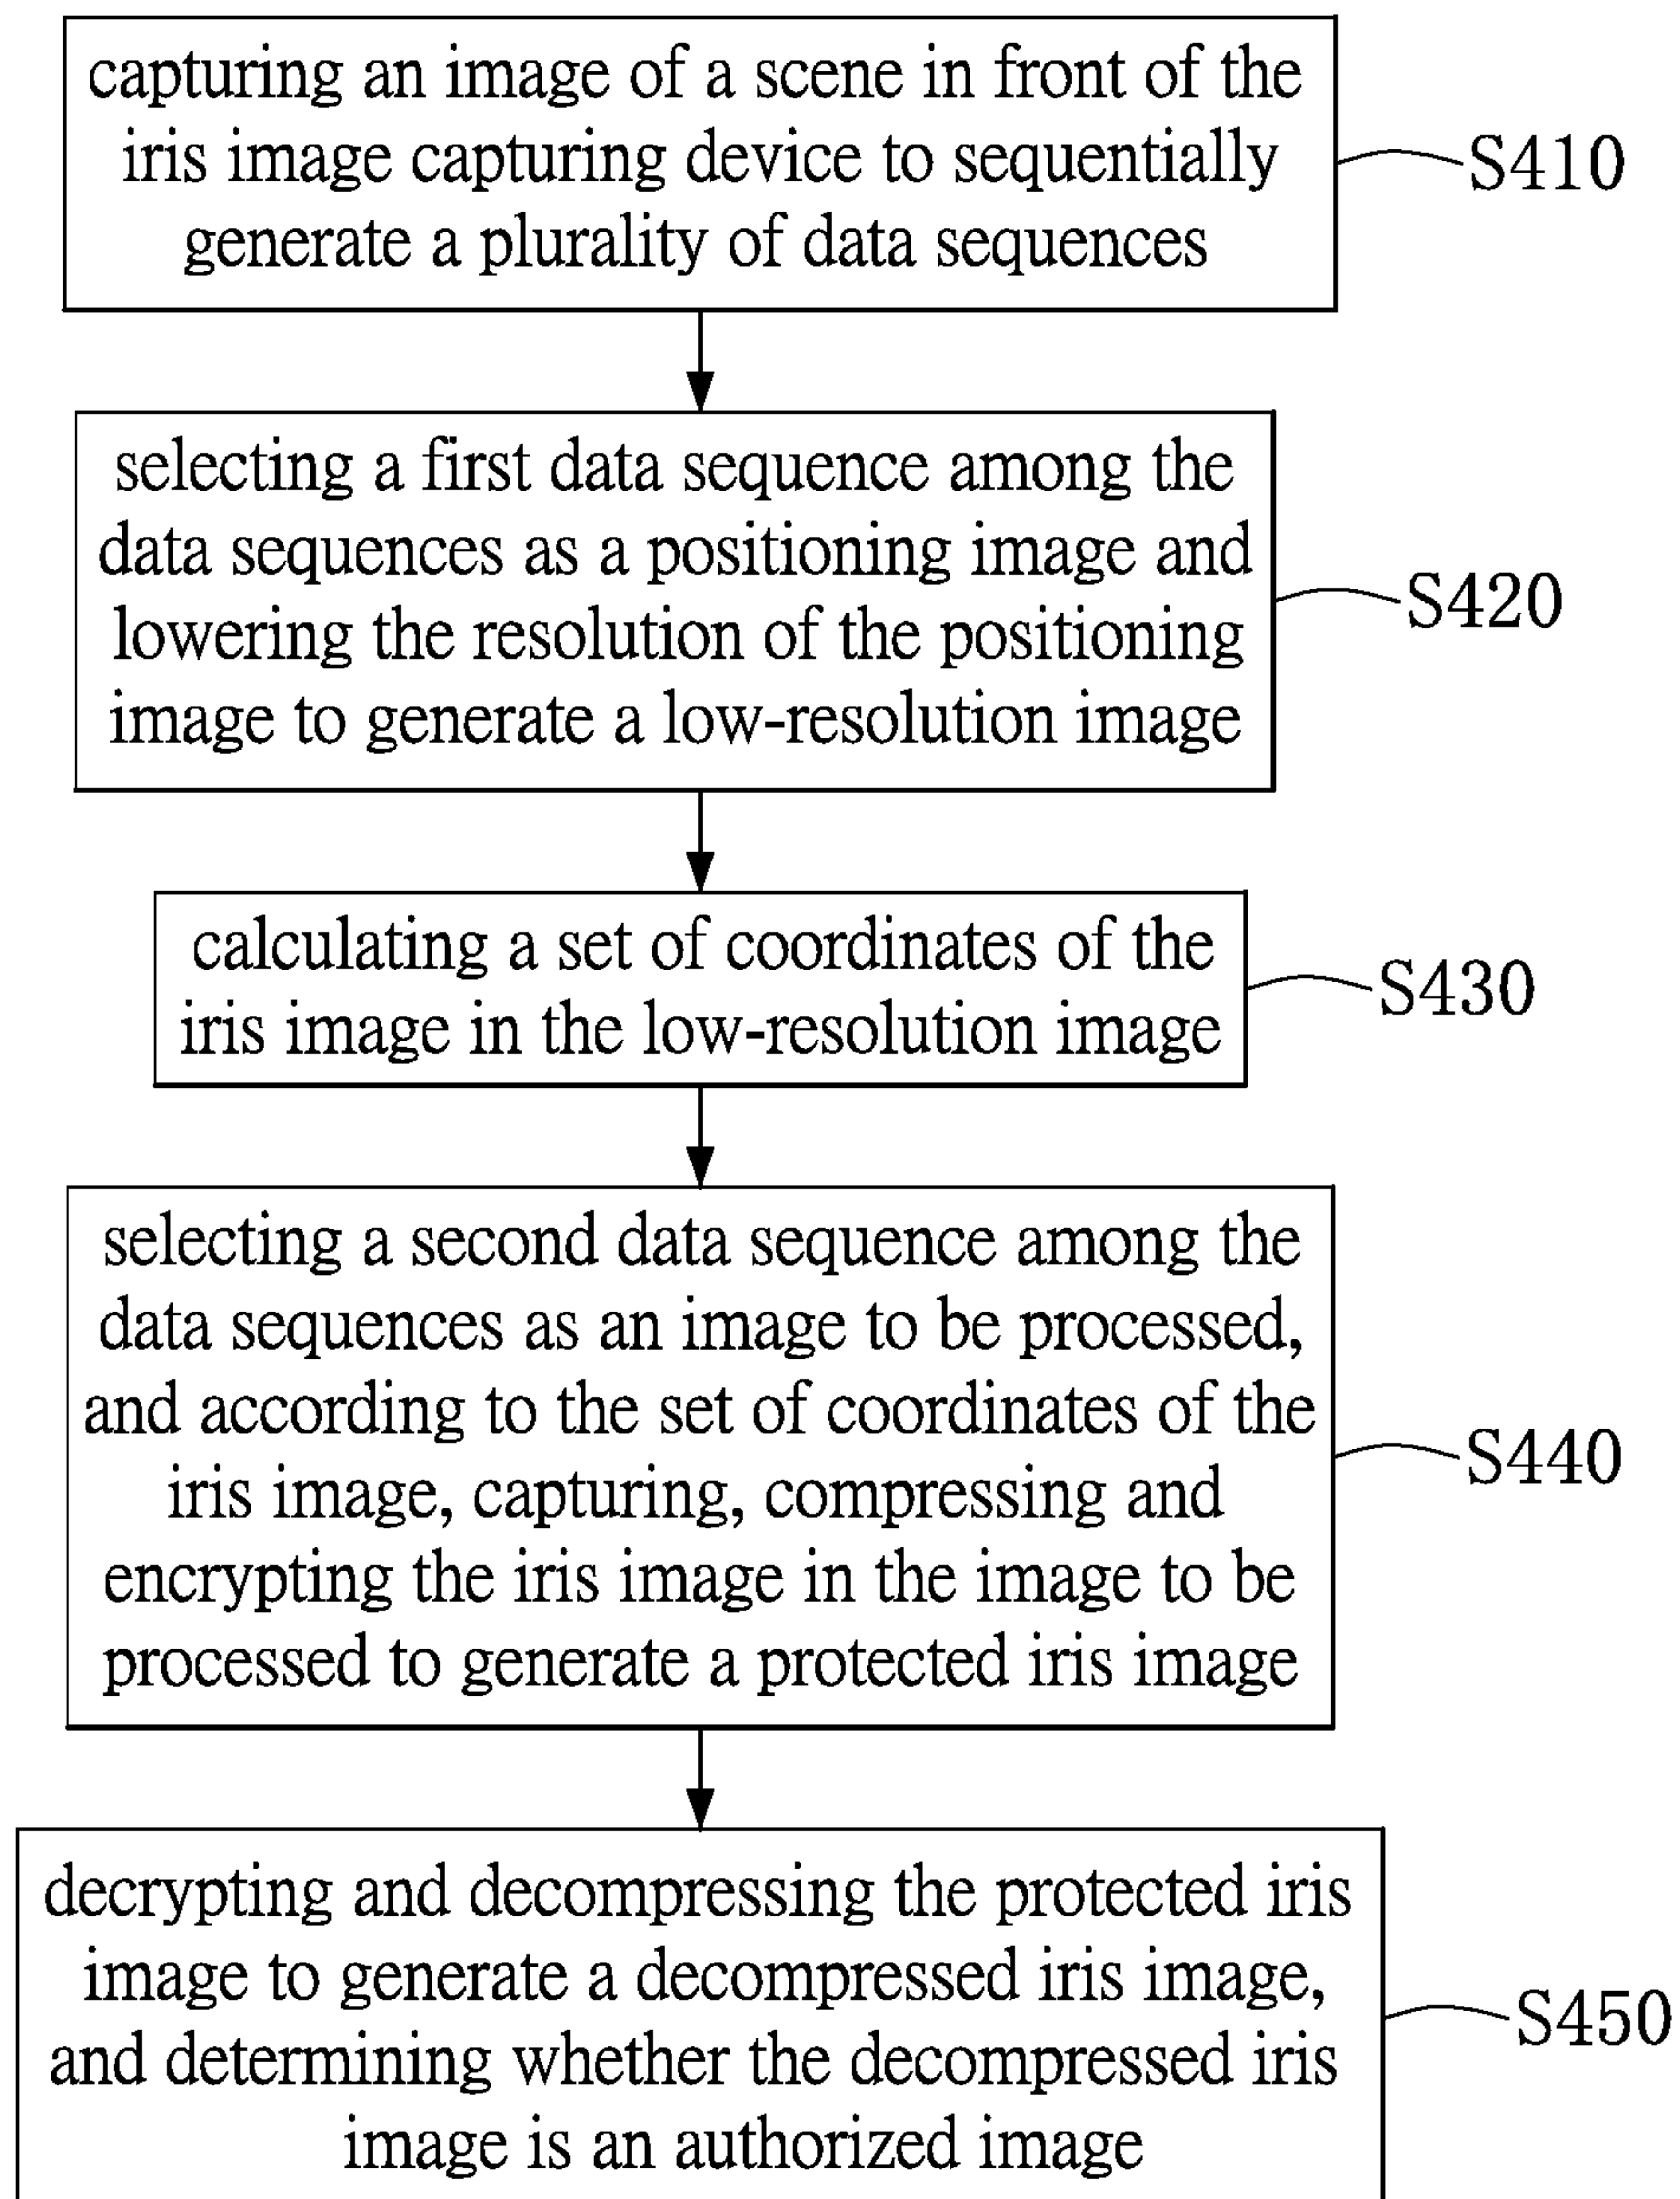 capturing an image of a scene in front of the
iris image capturing device to sequentially
generate a plurality of data sequences
S410
selecting a first data sequence among the
data sequences as a positioning image and
lowering the resolution of the positioning
image to generate a low-resolution image
S420
calculating a set of coordinates of the
iris image in the low-resolution image
S430
selecting a second data sequence among the
data sequences as an image to be processed,
and according to the set of coordinates of the
iris image, capturing, compressing and
encrypting the iris image in the image to be
processed to generate a protected iris image
S440
decrypting and decompressing the protected iris
image to generate a decompressed iris image,
and determining whether the decompressed iris
image is an authorized image
S450